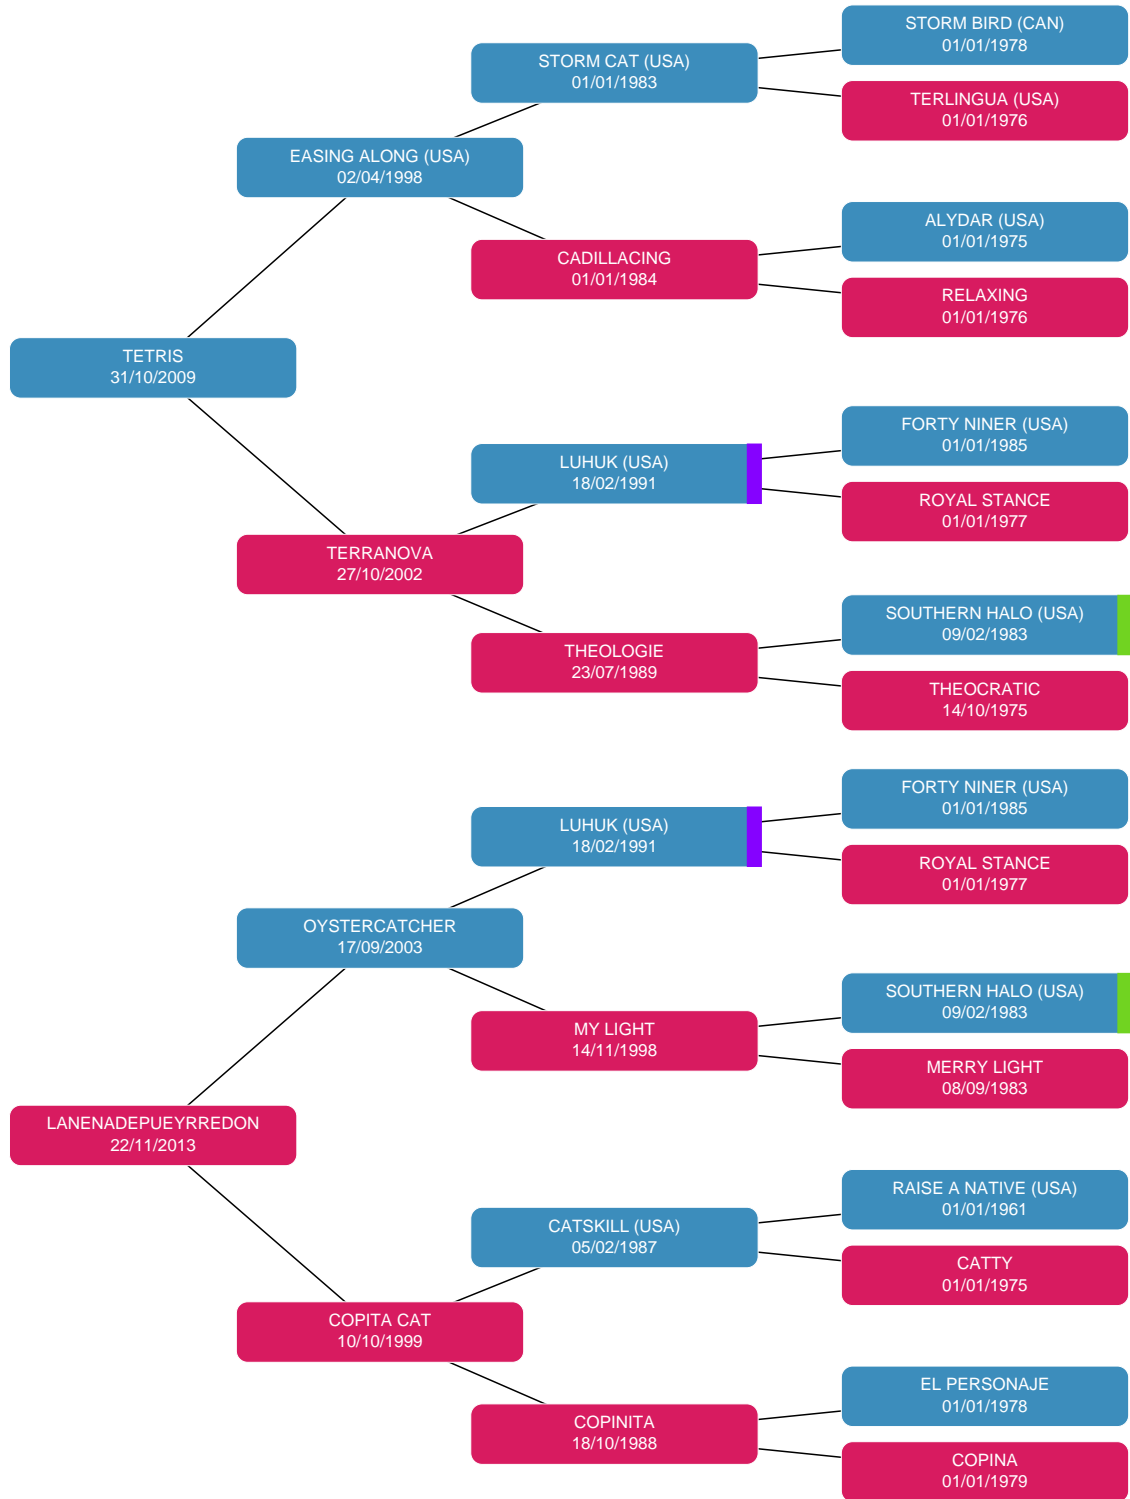 STORM BIRD (CAN)
01/01/1978
STORM CAT (USA)
01/01/1983
TERLINGUA (USA)
01/01/1976
EASING ALONG (USA)
02/04/1998
ALYDAR (USA)
01/01/1975
CADILLACING
01/01/1984
RELAXING
01/01/1976
TETRIS
31/10/2009
FORTY NINER (USA)
01/01/1985
LUHUK (USA)
18/02/1991
ROYAL STANCE
01/01/1977
TERRANOVA
27/10/2002
SOUTHERN HALO (USA)
09/02/1983
THEOLOGIE
23/07/1989
THEOCRATIC
14/10/1975
FORTY NINER (USA)
01/01/1985
LUHUK (USA)
18/02/1991
ROYAL STANCE
01/01/1977
OYSTERCATCHER
17/09/2003
SOUTHERN HALO (USA)
09/02/1983
MY LIGHT
14/11/1998
MERRY LIGHT
08/09/1983
LANENADEPUEYRREDON
22/11/2013
RAISE A NATIVE (USA)
01/01/1961
CATSKILL (USA)
05/02/1987
CATTY
01/01/1975
COPITA CAT
10/10/1999
EL PERSONAJE
01/01/1978
COPINITA
18/10/1988
COPINA
01/01/1979